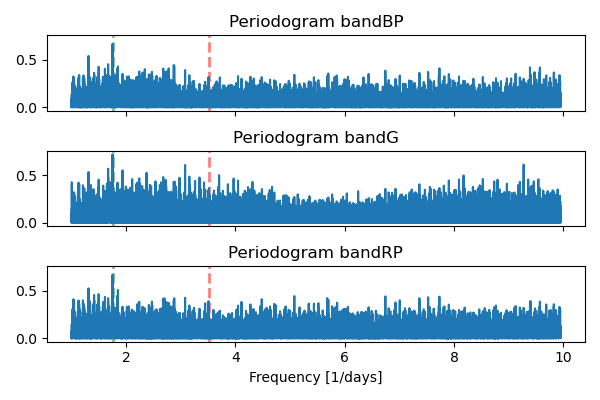 Periodogram bandBP
0.5
0.0
Periodogram bandG
0.5
0.0
Periodogram bandRP
0.5
0.0
2 4 6 8 10
Frequency [1/days]